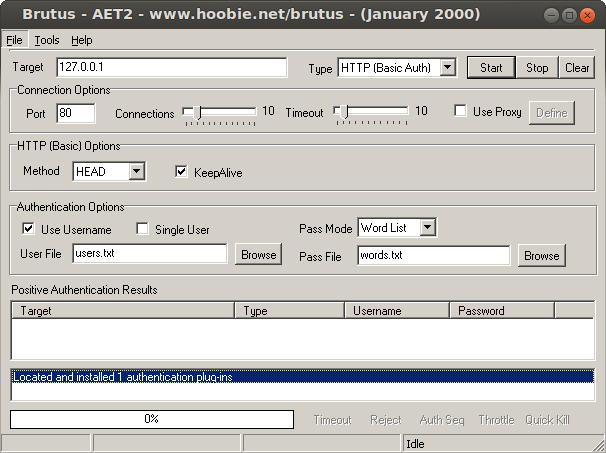 Brutus - AET2 - www.hoobie.net/brutus - (January 2000)
File Tools Help
Target 127.0.0.1 Type HTTP (Basic Auth) Start Stop Clear
Connection Options
Port 80 Connections 10 Timeout 10 Use Proxy Define
HTTP (Basic) Options
Method HEAD KeepAlive
Authentication Options
Use Username Single User Pass Mode Word List
User File users.txt Browse Pass File words.txt Browse
Positive Authentication Results
Target Type Username Password
Located and installed 1 authentication plug-ins
0% Timeout Reject Auth Seq Throttle Quick Kill
Idle